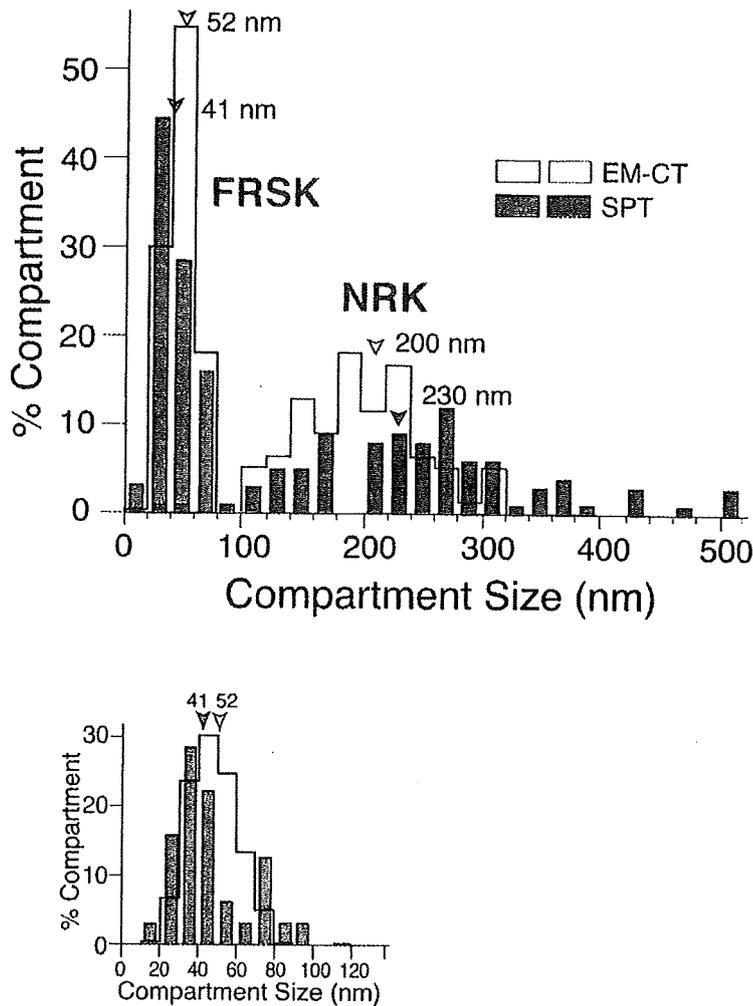 52 nm
50
41 nm
40
FRSK
EM-CT
SPT
30
NRK
20
200 nm
230 nm
10
0
% Compartment
0 100 200 300 400 500
Compartment Size (nm)
41 52
30
20
10
0
% Compartment
0 20 40 60 80 100 120
Compartment Size (nm)